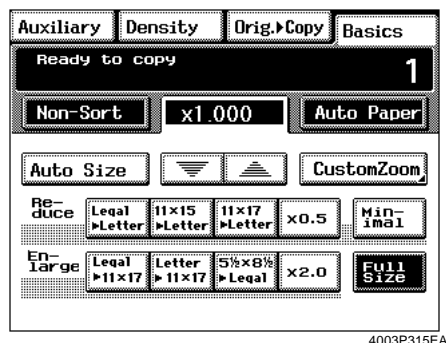 Auxiliary Density Orig.▸Copy Basics
Ready to copy
1
Non-Sort x1.000 Auto Paper
Auto Size CustomZoom
Re-
duce
Legal
▸Letter
11×15
▸Letter
11×17
▸Letter
×0.5
Min-
imal
En-
large
Legal
▸11×17
Letter
▸11×17
5½×8½
▸Legal
×2.0
Full
Size
4003P315EA